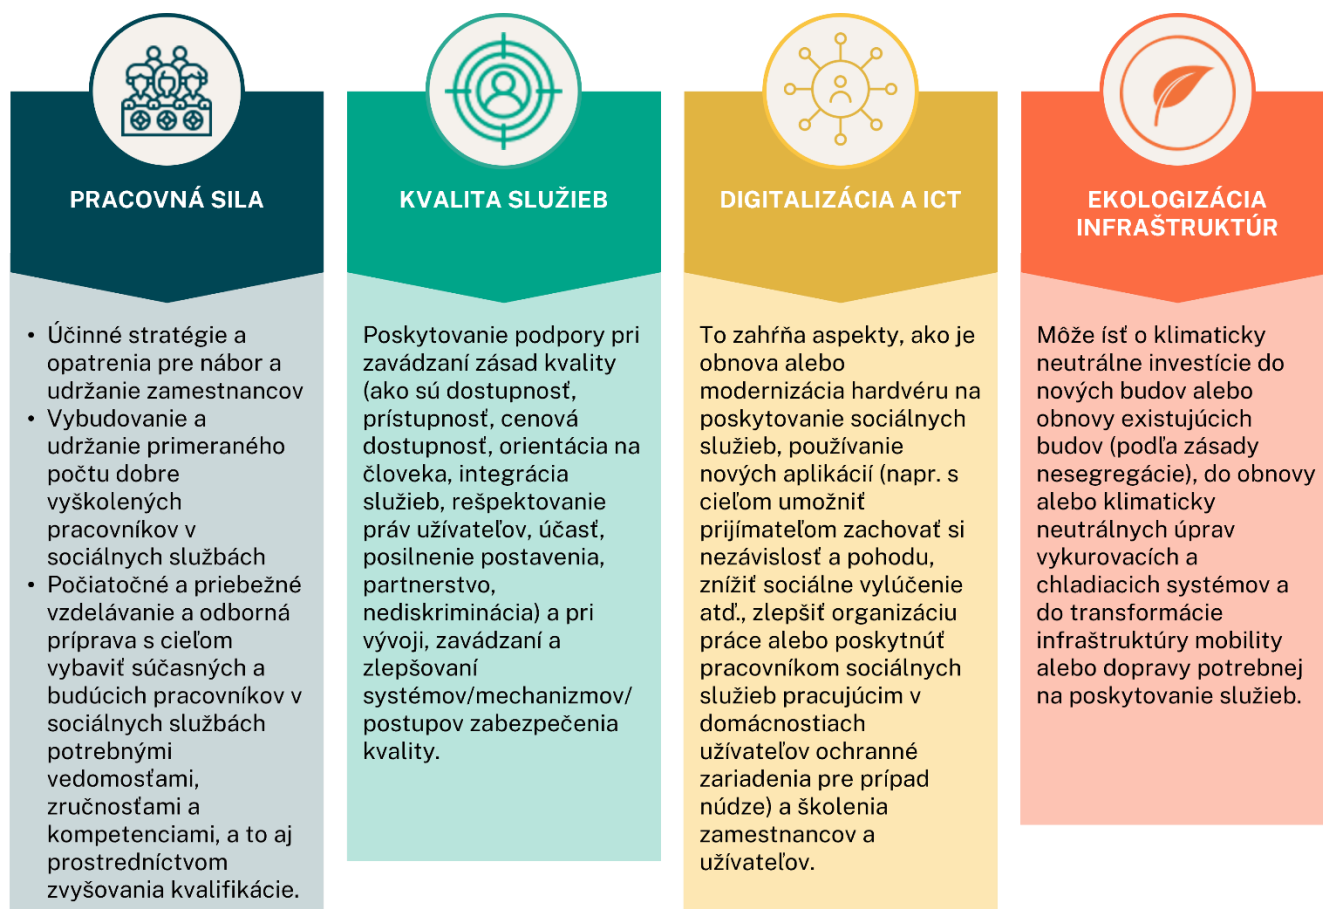 PRACOVNÁ SILA
• Účinné stratégie a
opatrenia pre nábor a
udržanie zamestnancov
• Vybudovanie a
udržanie primeraného
počtu dobre
vyškolených
pracovníkov v
sociálnych službách
• Počiatočné a priebežné
vzdelávanie a odborná
príprava s cieľom
vybaviť súčasných a
budúcich pracovníkov v
sociálnych službách
potrebnými
vedomosťami,
zručnosťami a
kompetenciami, a to aj
prostredníctvom
zvyšovania kvalifikácie.
KVALITA SLUŽIEB
Poskytovanie podpory pri
zavádzaní zásad kvality
(ako sú dostupnosť,
prístupnosť, cenová
dostupnosť, orientácia na
človeka, integrácia
služieb, rešpektovanie
práv užívateľov, účasť,
posilnenie postavenia,
partnerstvo,
nediskriminácia) a pri
vývoji, zavádzaní a
zlepšovaní
systémov/mechanizmov/
postupov zabezpečenia
kvality.
DIGITALIZÁCIA A ICT
To zahŕňa aspekty, ako je
obnova alebo
modernizácia hardvéru na
poskytovanie sociálnych
služieb, používanie
nových aplikácií (napr. s
cieľom umožniť
prijímateľom zachovať si
nezávislosť a pohodu,
znížiť sociálne vylúčenie
atď., zlepšiť organizáciu
práce alebo poskytnúť
pracovníkom sociálnych
služieb pracujúcim v
domácnostiach
užívateľov ochranné
zariadenia pre prípad
núdze) a školenia
zamestnancov a
užívateľov.
EKOLOGIZÁCIA
INFRAŠTRUKTÚR
Môže ísť o klimaticky
neutrálne investície do
nových budov alebo
obnovy existujúcich
budov (podľa zásady
nesegregácie), do obnovy
alebo klimaticky
neutrálnych úprav
vykurovacích a
chladiacich systémov a
do transformácie
infraštruktúry mobility
alebo dopravy potrebnej
na poskytovanie služieb.